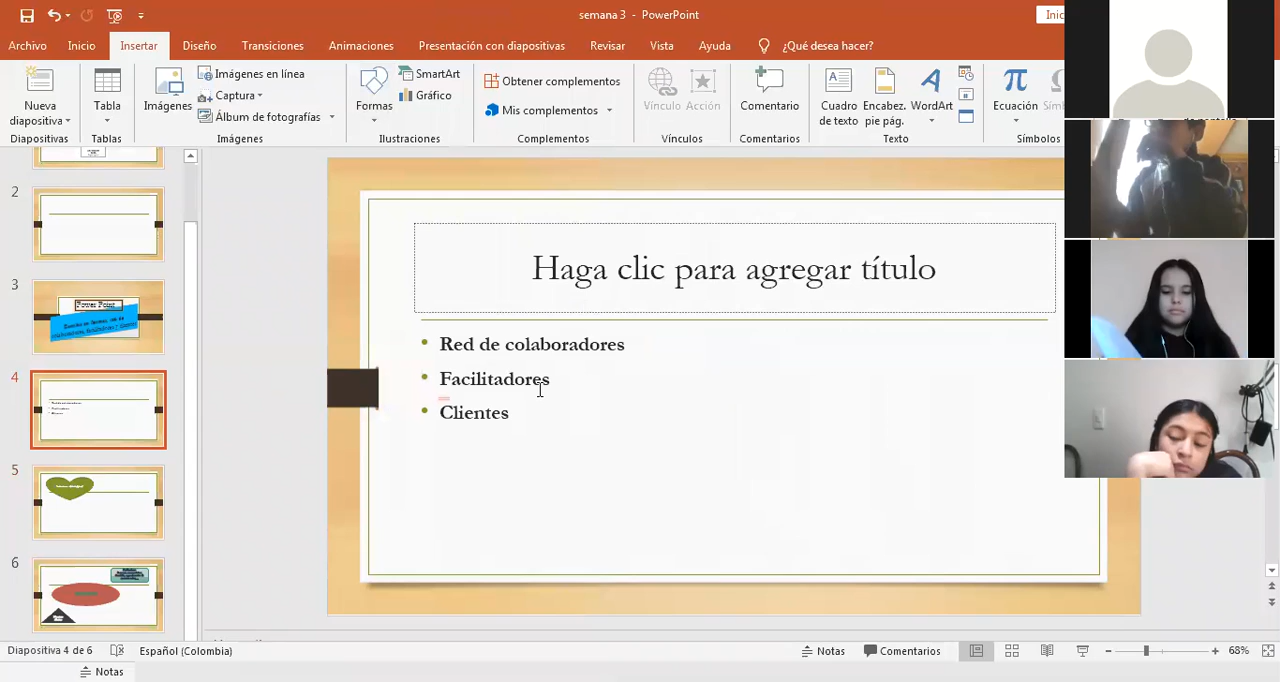 semana 3 - PowerPoint
Inic
Archivo Inicio Insertar Diseño Transiciones Animaciones Presentación con diapositivas Revisar Vista Ayuda ¿Qué desea hacer?
Nueva diapositiva
Diapositivas
Tabla
Tablas
Imágenes
Imágenes en línea
Captura
Álbum de fotografías
Imágenes
Formas
SmartArt
Gráfico
Ilustraciones
Obtener complementos
Mis complementos
Complementos
Vínculo Acción
Vínculos
Comentario
Comentarios
Cuadro de texto
Encabez. pie pág.
WordArt
Texto
Ecuación
Símb
Símbolos
2
3
Power Point
4
5
6
Haga clic para agregar título
• Red de colaboradores
• Facilitadores
• Clientes
Diapositiva 4 de 6 Español (Colombia) Notas Comentarios 68%
Notas